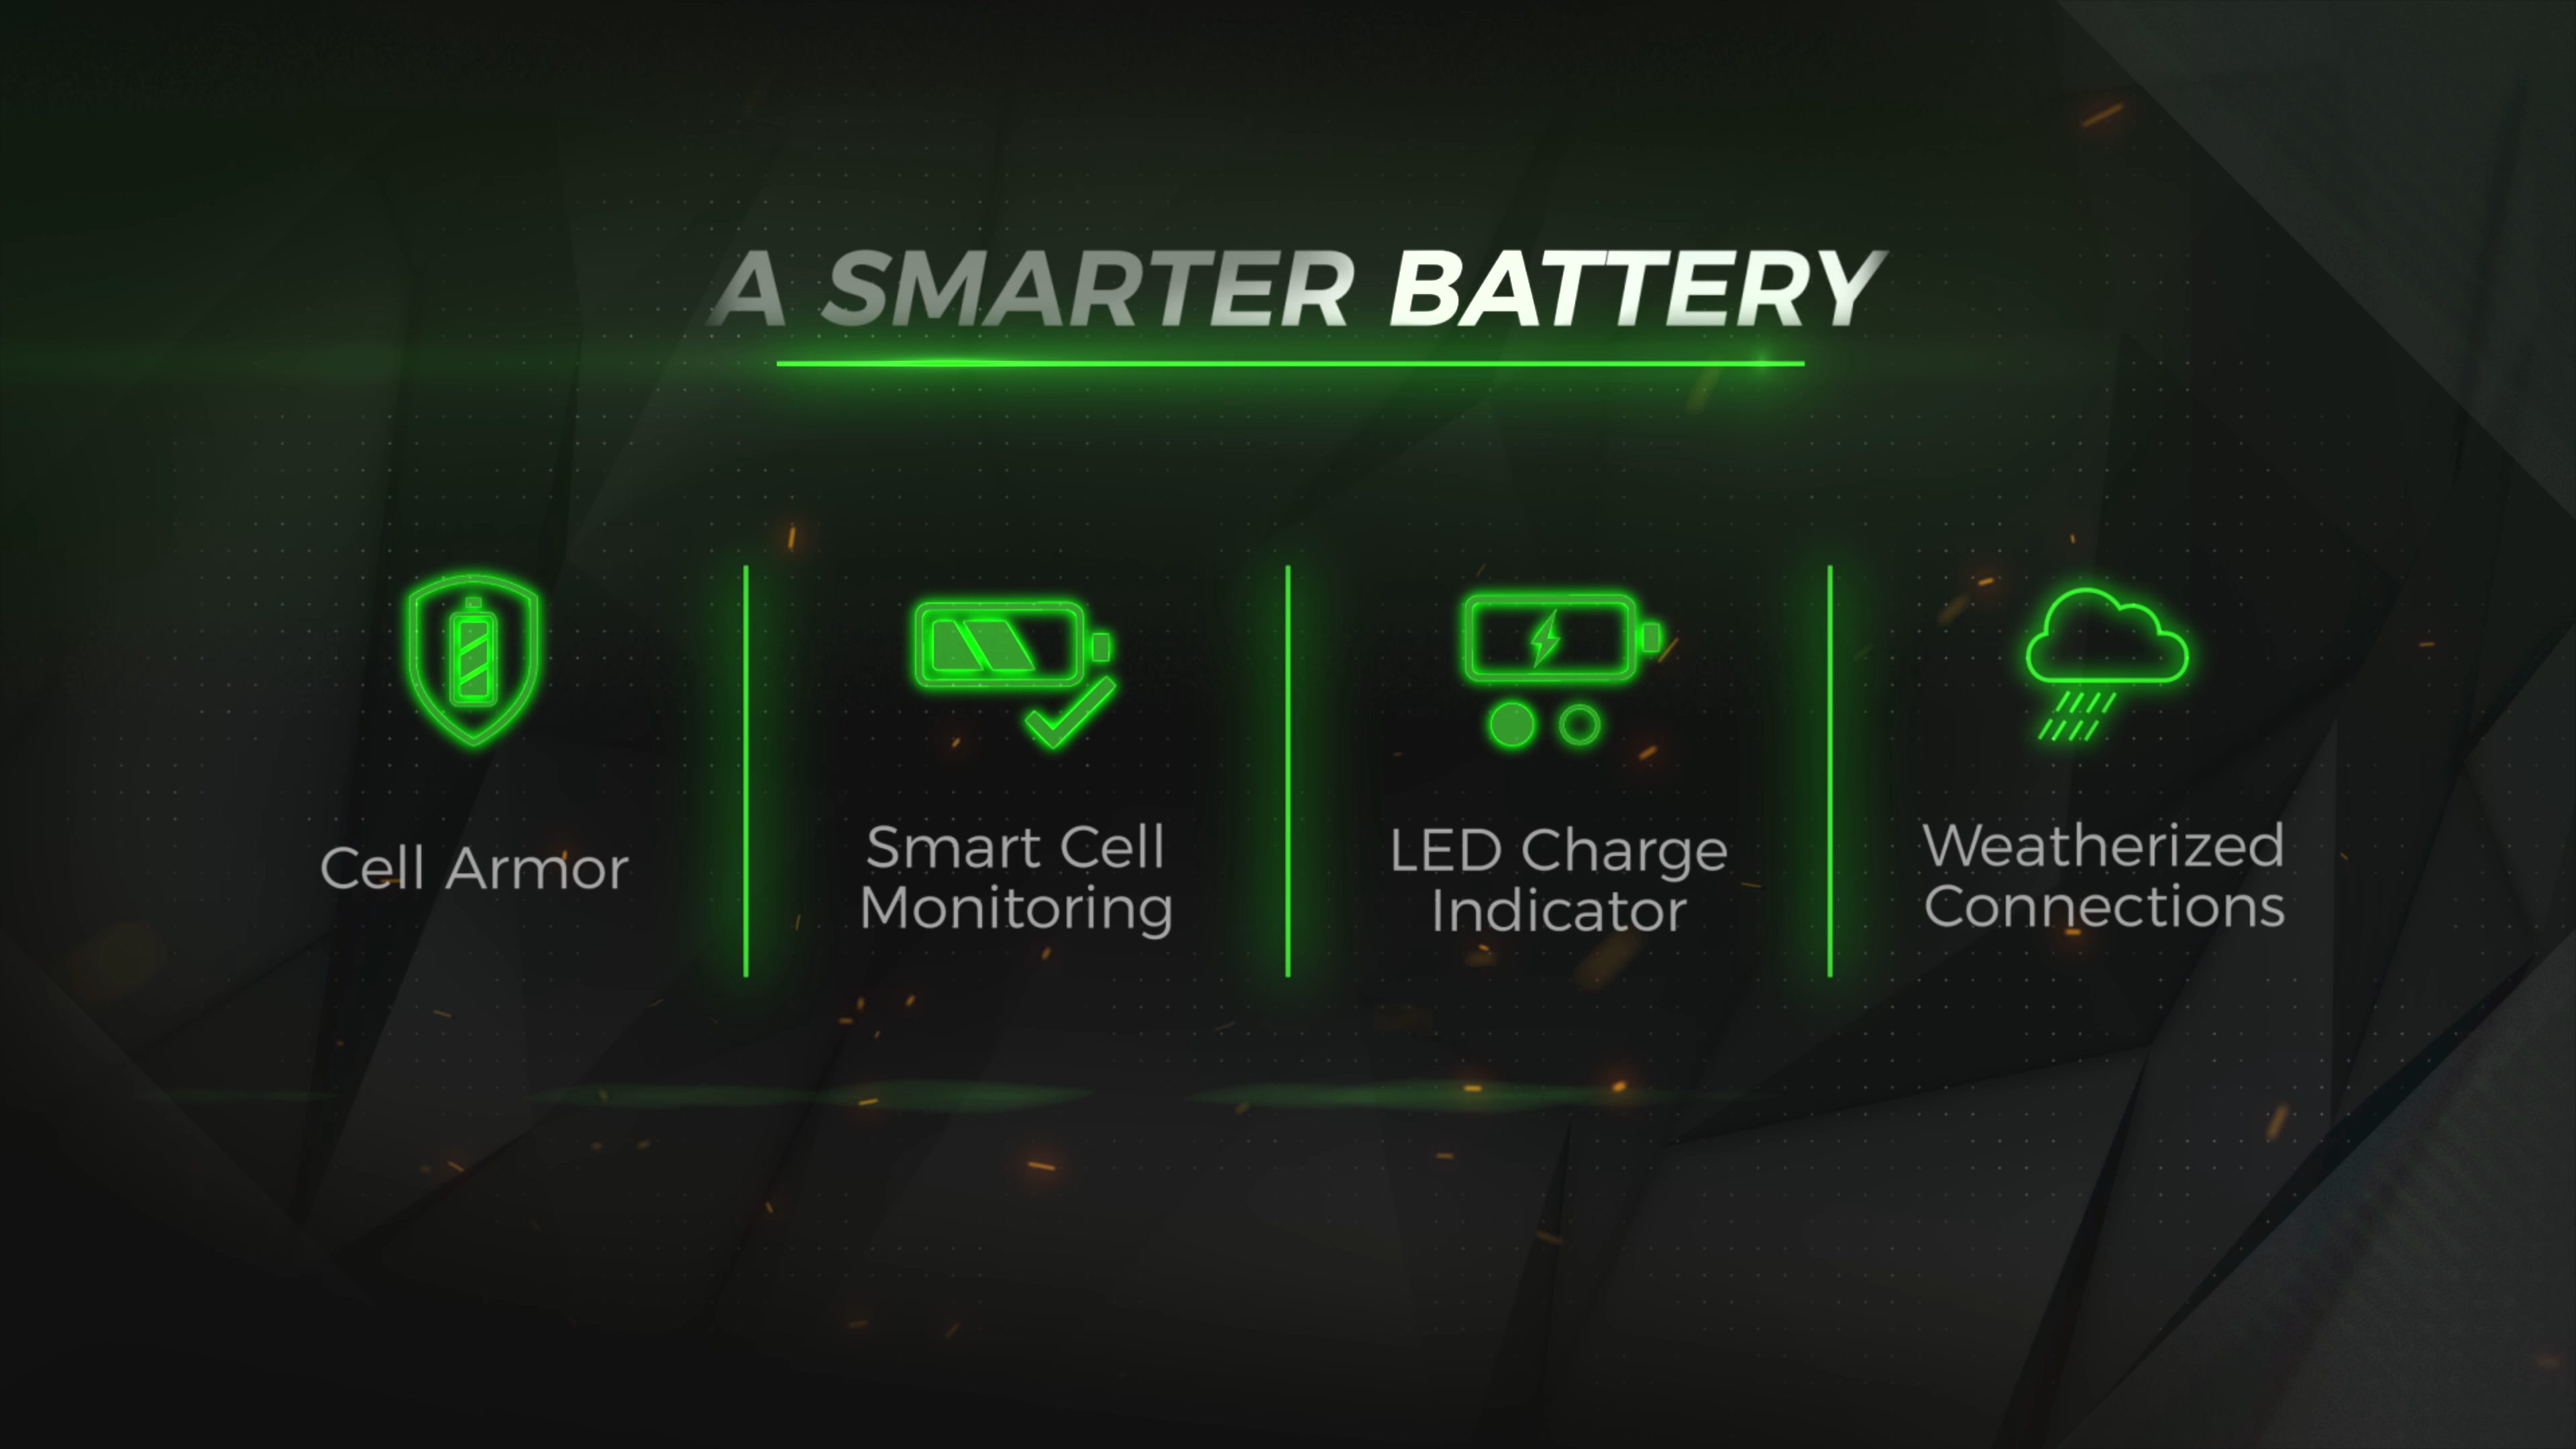 A SMARTER BATTERY
Cell Armor
Smart Cell
Monitoring
LED Charge
Indicator
Weatherized
Connections